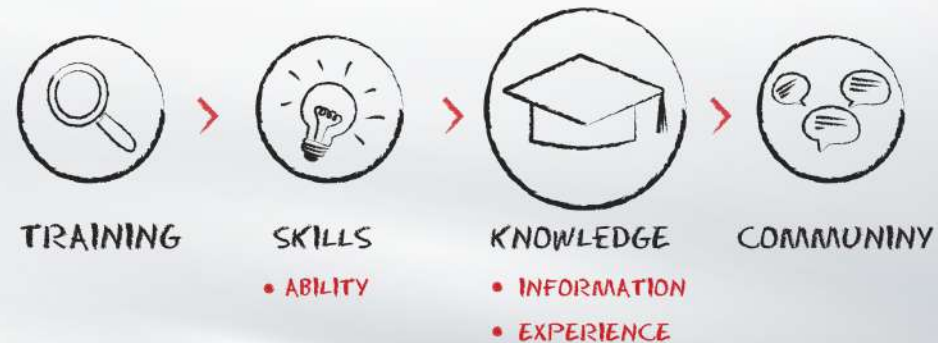 TRAINING
SKILLS
KNOWLEDGE
COMMUNINY
• ABILITY
• INFORMATION
• EXPERIENCE